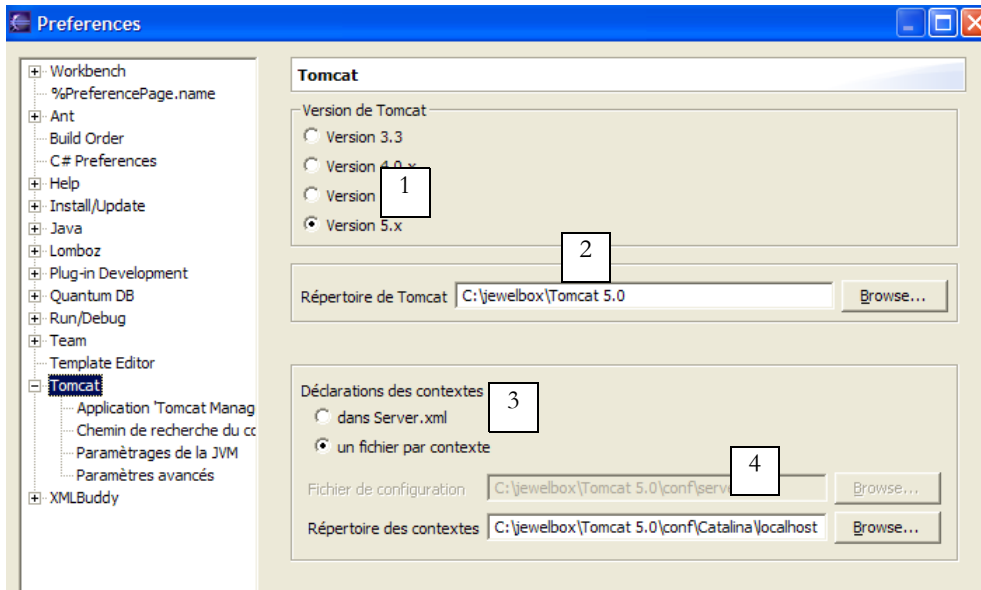 Preferences
Workbench
%PreferencePage.name
Ant
Build Order
C# Preferences
Help
Install/Update
Java
Lomboz
Plug-in Development
Quantum DB
Run/Debug
Team
Template Editor
Tomcat
Application 'Tomcat Manag
Chemin de recherche du cc
Paramètrages de la JVM
Paramètres avancés
XMLBuddy
Tomcat
Version de Tomcat
Version 3.3
Version 4.0.x
1
Version
Version 5.x
2
Répertoire de Tomcat C:\jewelbox\Tomcat 5.0 Browse...
Déclarations des contextes
3
dans Server.xml
un fichier par contexte
4
Fichier de configuration C:\jewelbox\Tomcat 5.0\conf\serv Browse...
Répertoire des contextes C:\jewelbox\Tomcat 5.0\conf\Catalina\localhost Browse...